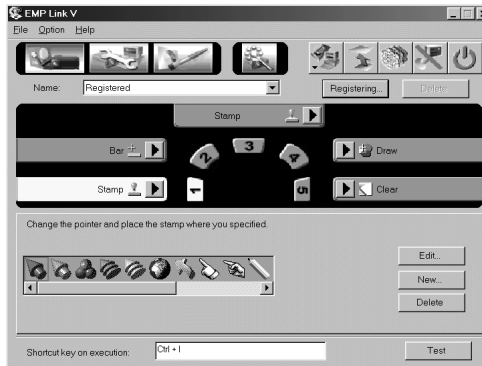 EMP Link V
File Option Help
Name: Registered Registering... Delete
Stamp
Bar 2 3 4 Draw
Stamp 1 5 Clear
Change the pointer and place the stamp where you specified.
Edit...
New...
Delete
Shortcut key on execution: Ctrl + I Test